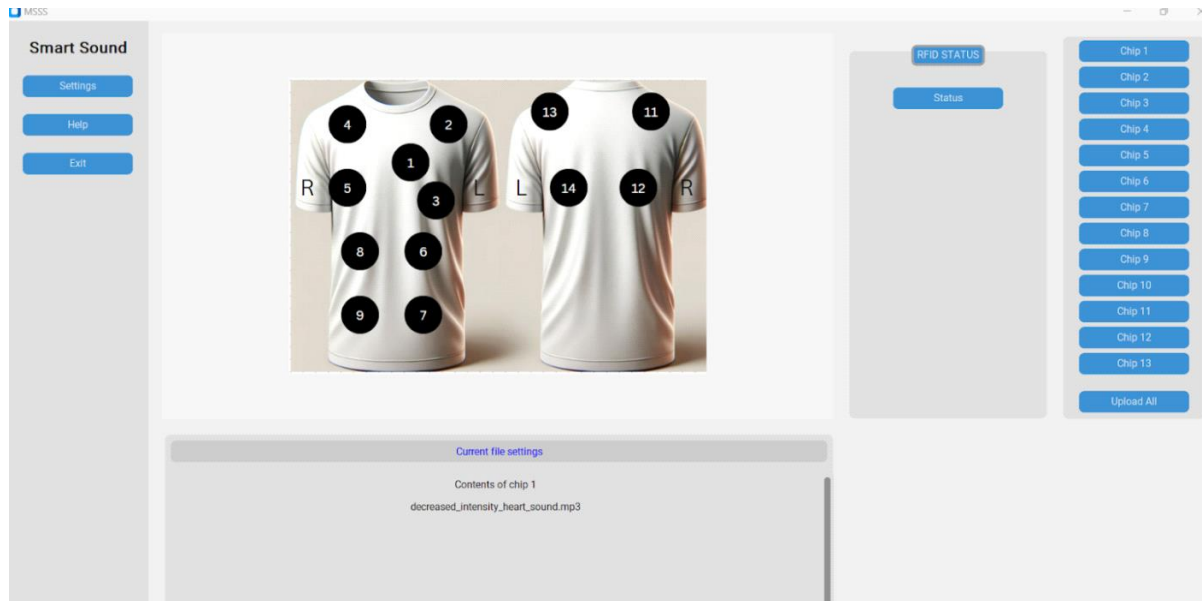 MSSS
Smart Sound
Settings
Help
Exit
4
2
1
R
5
3
L
8
6
9
7
13
11
L
14
12
R
RFID STATUS
Status
Chip 1
Chip 2
Chip 3
Chip 4
Chip 5
Chip 6
Chip 7
Chip 8
Chip 9
Chip 10
Chip 11
Chip 12
Chip 13
Upload All
Current file settings
Contents of chip 1
decreased_intensity_heart_sound.mp3